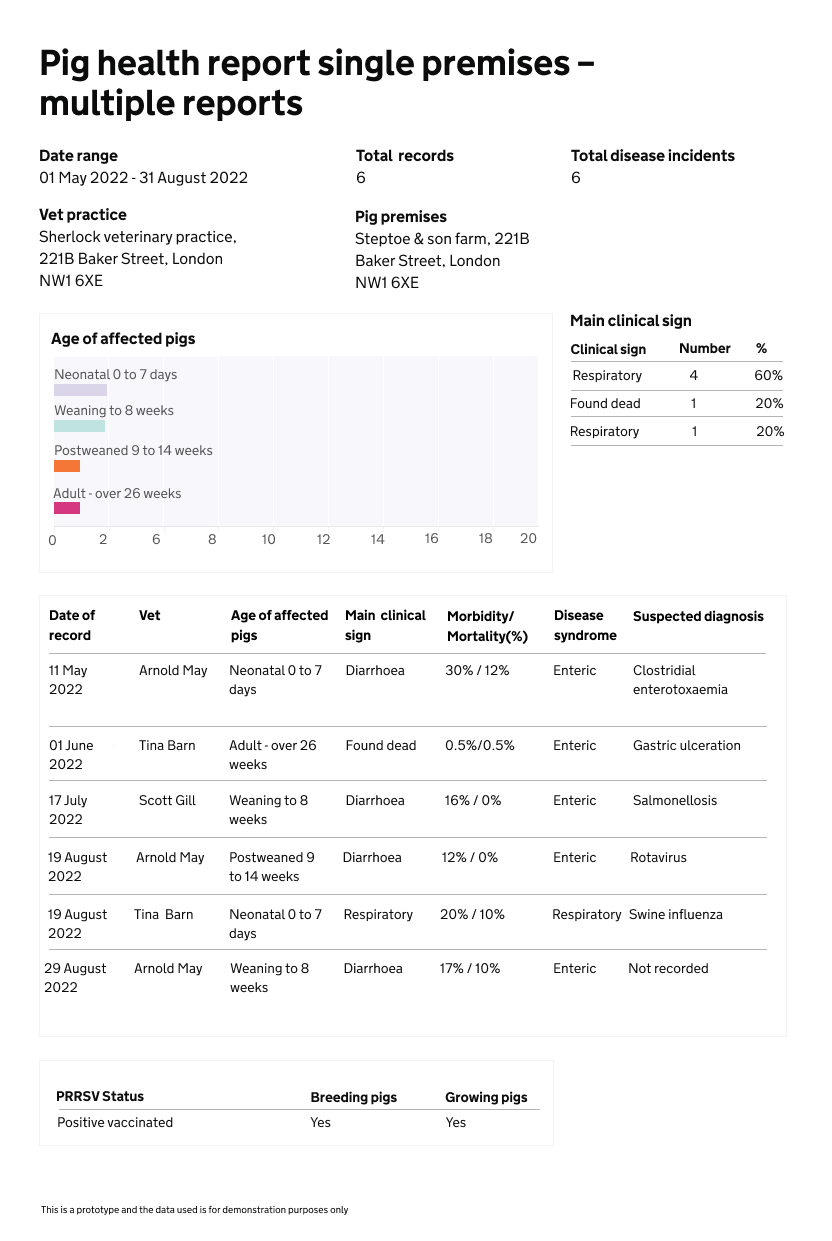 Pig health report single premises –
multiple reports
Date range
01 May 2022 - 31 August 2022
Total records
6
Total disease incidents
6
Vet practice
Sherlock veterinary practice,
221B Baker Street, London
NW1 6XE
Pig premises
Steptoe & son farm, 221B
Baker Street, London
NW1 6XE
Age of affected pigs
Neonatal 0 to 7 days
Weaning to 8 weeks
Postweaned 9 to 14 weeks
Adult - over 26 weeks
0 2 6 8 10 12 14 16 18 20
Main clinical sign
Clinical sign Number %
Respiratory 4 60%
Found dead 1 20%
Respiratory 1 20%
Date of Vet Age of affected Main clinical Morbidity/ Disease Suspected diagnosis
record pigs sign Mortality(%) syndrome
11 May Arnold May Neonatal 0 to 7 Diarrhoea 30% / 12% Enteric Clostridial
2022 days enterotoxaemia
01 June Tina Barn Adult - over 26 Found dead 0.5%/0.5% Enteric Gastric ulceration
2022 weeks
17 July Scott Gill Weaning to 8 Diarrhoea 16% / 0% Enteric Salmonellosis
2022 weeks
19 August Arnold May Postweaned 9 Diarrhoea 12% / 0% Enteric Rotavirus
2022 to 14 weeks
19 August Tina Barn Neonatal 0 to 7 Respiratory 20% / 10% Respiratory Swine influenza
2022 days
29 August Arnold May Weaning to 8 Diarrhoea 17% / 10% Enteric Not recorded
2022 weeks
PRRSV Status Breeding pigs Growing pigs
Positive vaccinated Yes Yes
This is a prototype and the data used is for demonstration purposes only